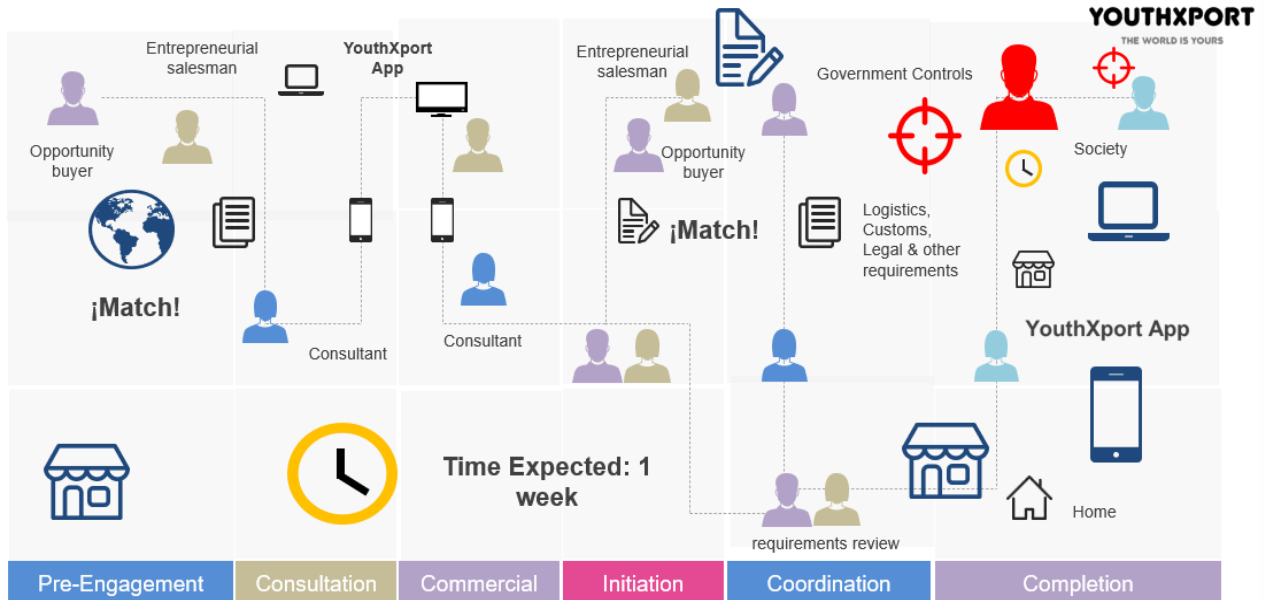 YOUTHXPORT
THE WORLD IS YOURS
Entrepreneurial
salesman
YouthXport
App
Entrepreneurial
salesman
Government Controls
Opportunity
buyer
Opportunity
buyer
Society
¡Match!
¡Match!
Logistics,
Customs,
Legal & other
requirements
Consultant
Consultant
YouthXport App
Time Expected: 1
week
Home
requirements review
Pre-Engagement
Consultation
Commercial
Initiation
Coordination
Completion